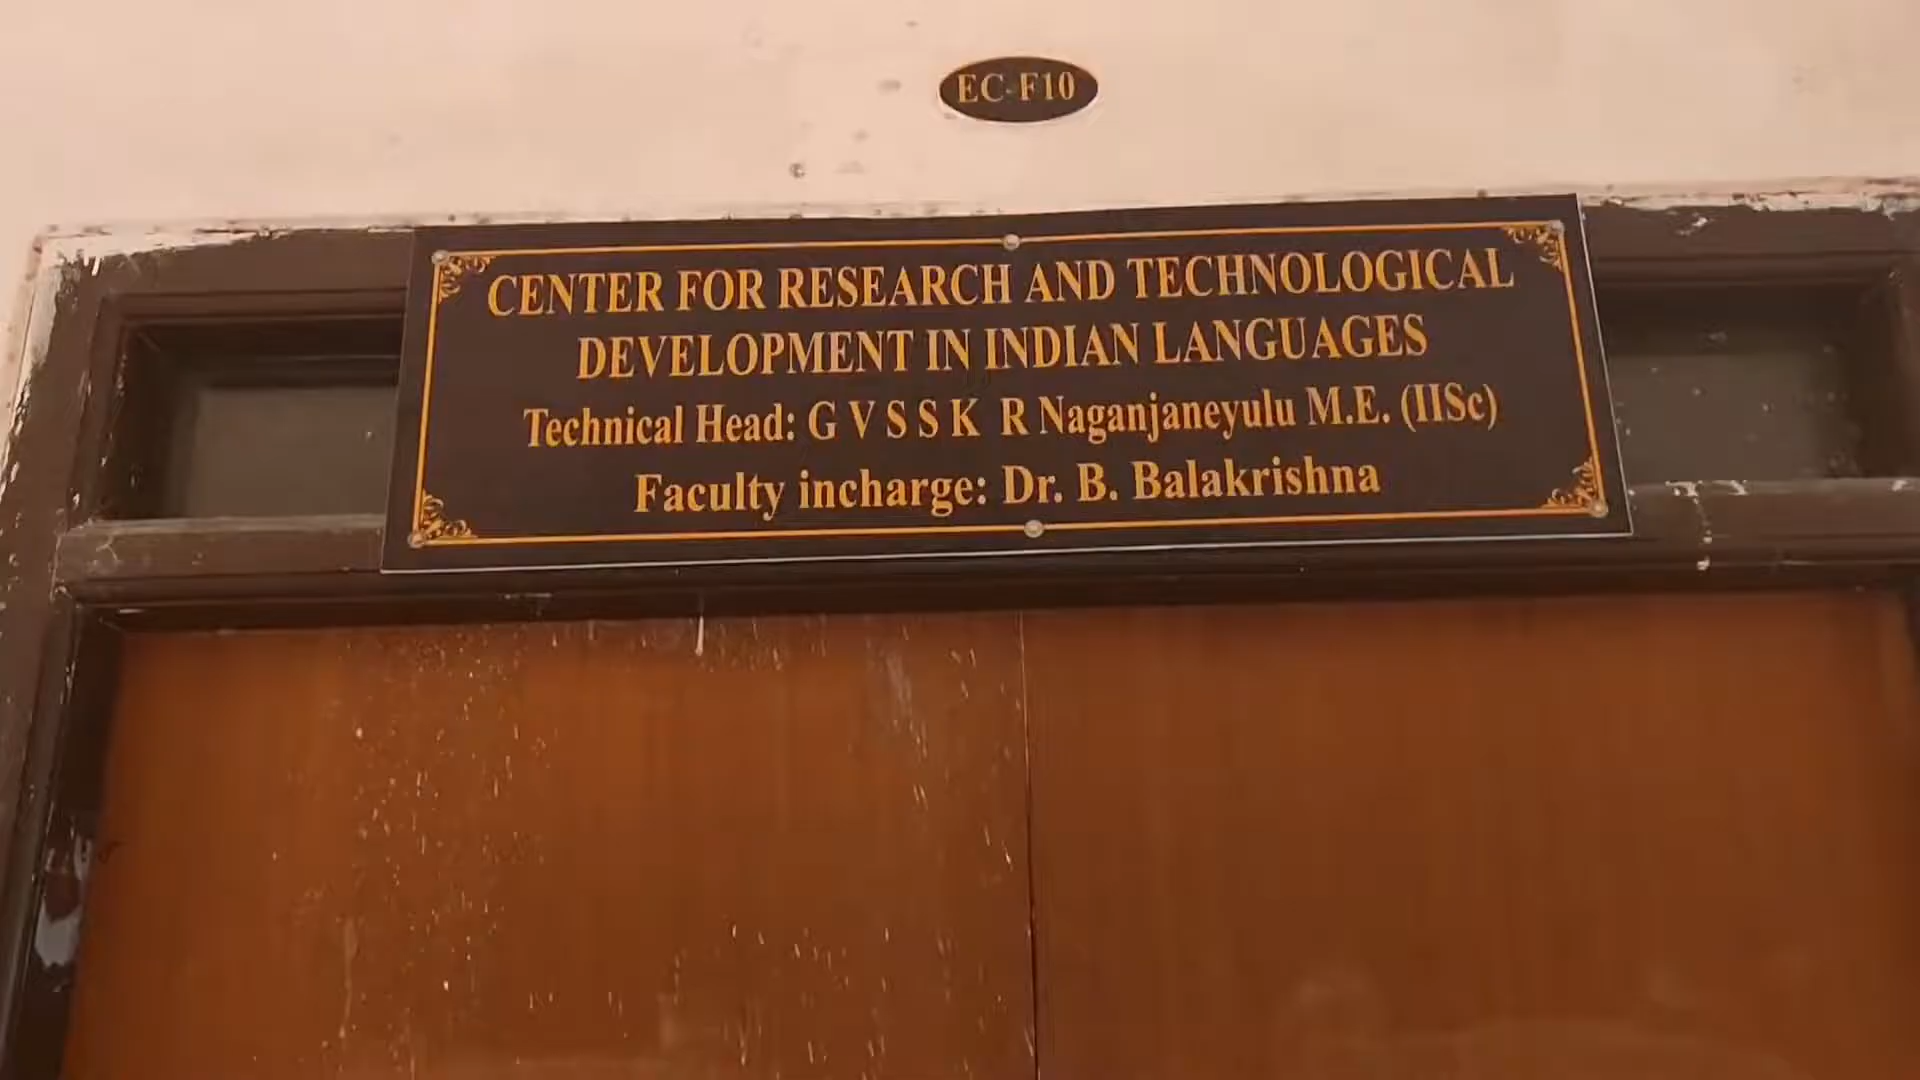 EC-F10
CENTER FOR RESEARCH AND TECHNOLOGICAL
DEVELOPMENT IN INDIAN LANGUAGES
Technical Head: G V S S K R Naganjaneyulu M.E. (IISc)
Faculty incharge: Dr. B. Balakrishna